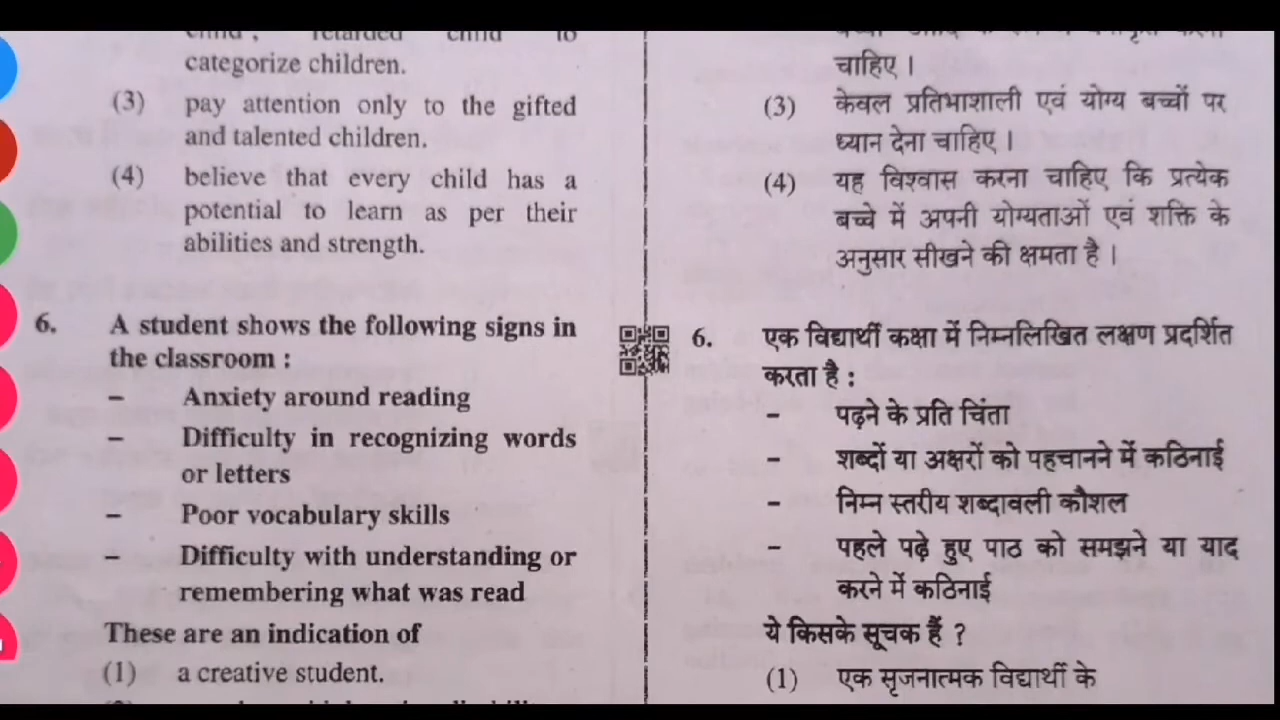 child', retarded child to
categorize children.
(3) pay attention only to the gifted
and talented children.
(4) believe that every child has a
potential to learn as per their
abilities and strength.
6. A student shows the following signs in
the classroom :
– Anxiety around reading
– Difficulty in recognizing words
or letters
– Poor vocabulary skills
– Difficulty with understanding or
remembering what was read
These are an indication of
(1) a creative student.
चाहिए ।
(3) केवल प्रतिभाशाली एवं योग्य बच्चों पर
ध्यान देना चाहिए ।
(4) यह विश्वास करना चाहिए कि प्रत्येक
बच्चे में अपनी योग्यताओं एवं शक्ति के
अनुसार सीखने की क्षमता है ।
6. एक विद्यार्थी कक्षा में निम्नलिखित लक्षण प्रदर्शित
करता है :
– पढ़ने के प्रति चिंता
– शब्दों या अक्षरों को पहचानने में कठिनाई
– निम्न स्तरीय शब्दावली कौशल
– पहले पढ़े हुए पाठ को समझने या याद
करने में कठिनाई
ये किसके सूचक हैं ?
(1) एक सृजनात्मक विद्यार्थी के